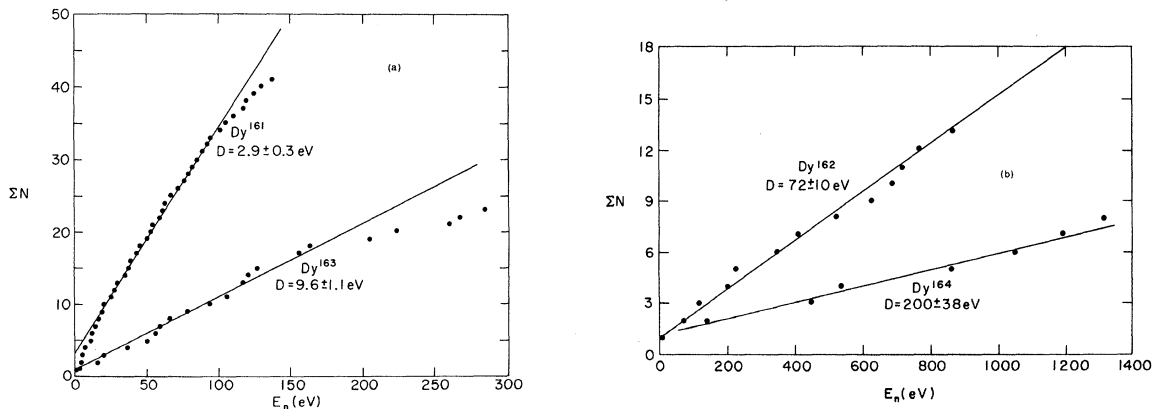 50
40
30
20
10
0
ΣN
(a)
Dy¹⁶¹
D = 2.9±0.3 eV
Dy¹⁶³
D = 9.6±1.1 eV
0 50 100 150 200 250 300
Eₙ(eV)
18
15
12
9
6
3
0
ΣN
(b)
Dy¹⁶²
D = 72±10 eV
Dy¹⁶⁴
D = 200±38 eV
0 200 400 600 800 1000 1200 1400
Eₙ(eV)